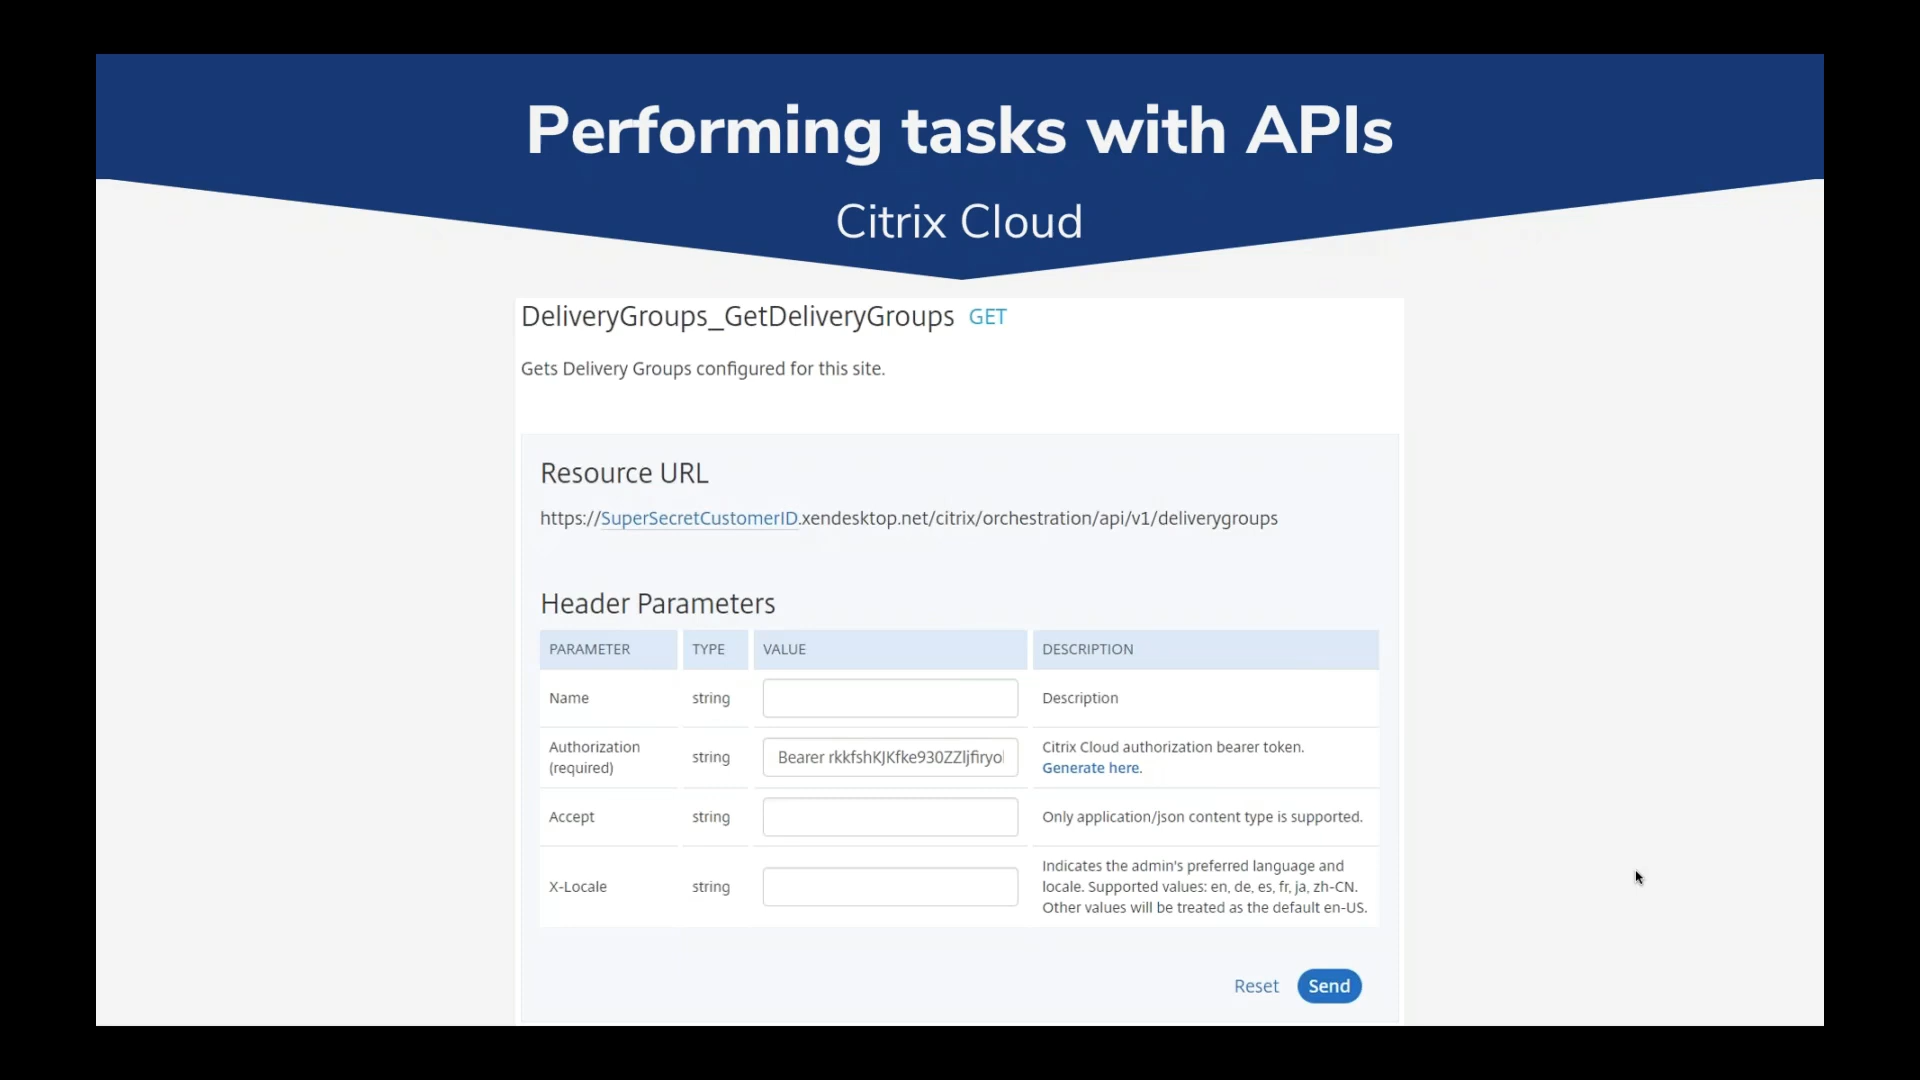 Performing tasks with APIs
Citrix Cloud
DeliveryGroups_GetDeliveryGroups GET
Gets Delivery Groups configured for this site.
Resource URL
https://SuperSecretCustomerID.xendesktop.net/citrix/orchestration/api/v1/deliverygroups
Header Parameters
PARAMETER TYPE VALUE DESCRIPTION
Name string Description
Authorization (required) string Bearer rkkfshKJKfke930ZZljfiryo Citrix Cloud authorization bearer token.
Generate here.
Accept string Only application/json content type is supported.
X-Locale string Indicates the admin's preferred language and
locale. Supported values: en, de, es, fr, ja, zh-CN.
Other values will be treated as the default en-US.
Reset Send